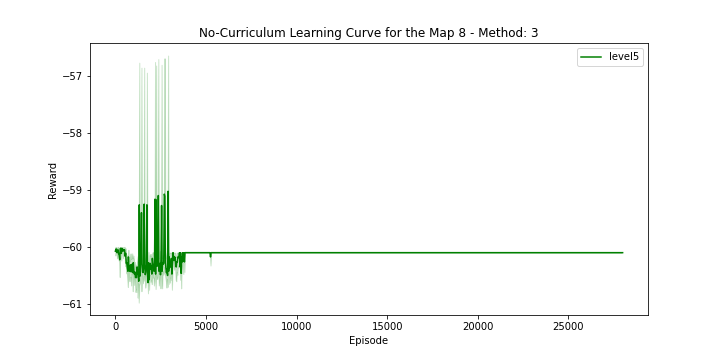 No-Curriculum Learning Curve for the Map 8 - Method: 3
level5
Reward
−57
−58
−59
−60
−61
0 5000 10000 15000 20000 25000
Episode